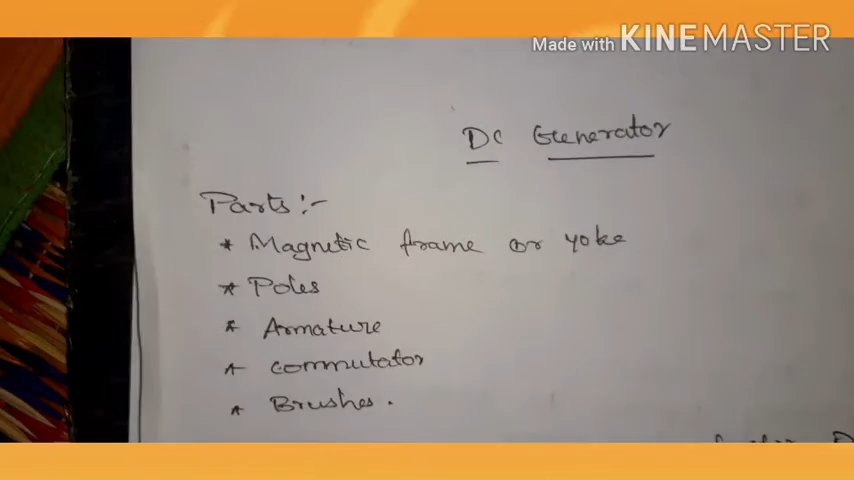 Made with KINEMASTER
DC Generator
Parts:-
* Magnetic frame or yoke
* Poles
* Armature
* commutator
* Brushes.